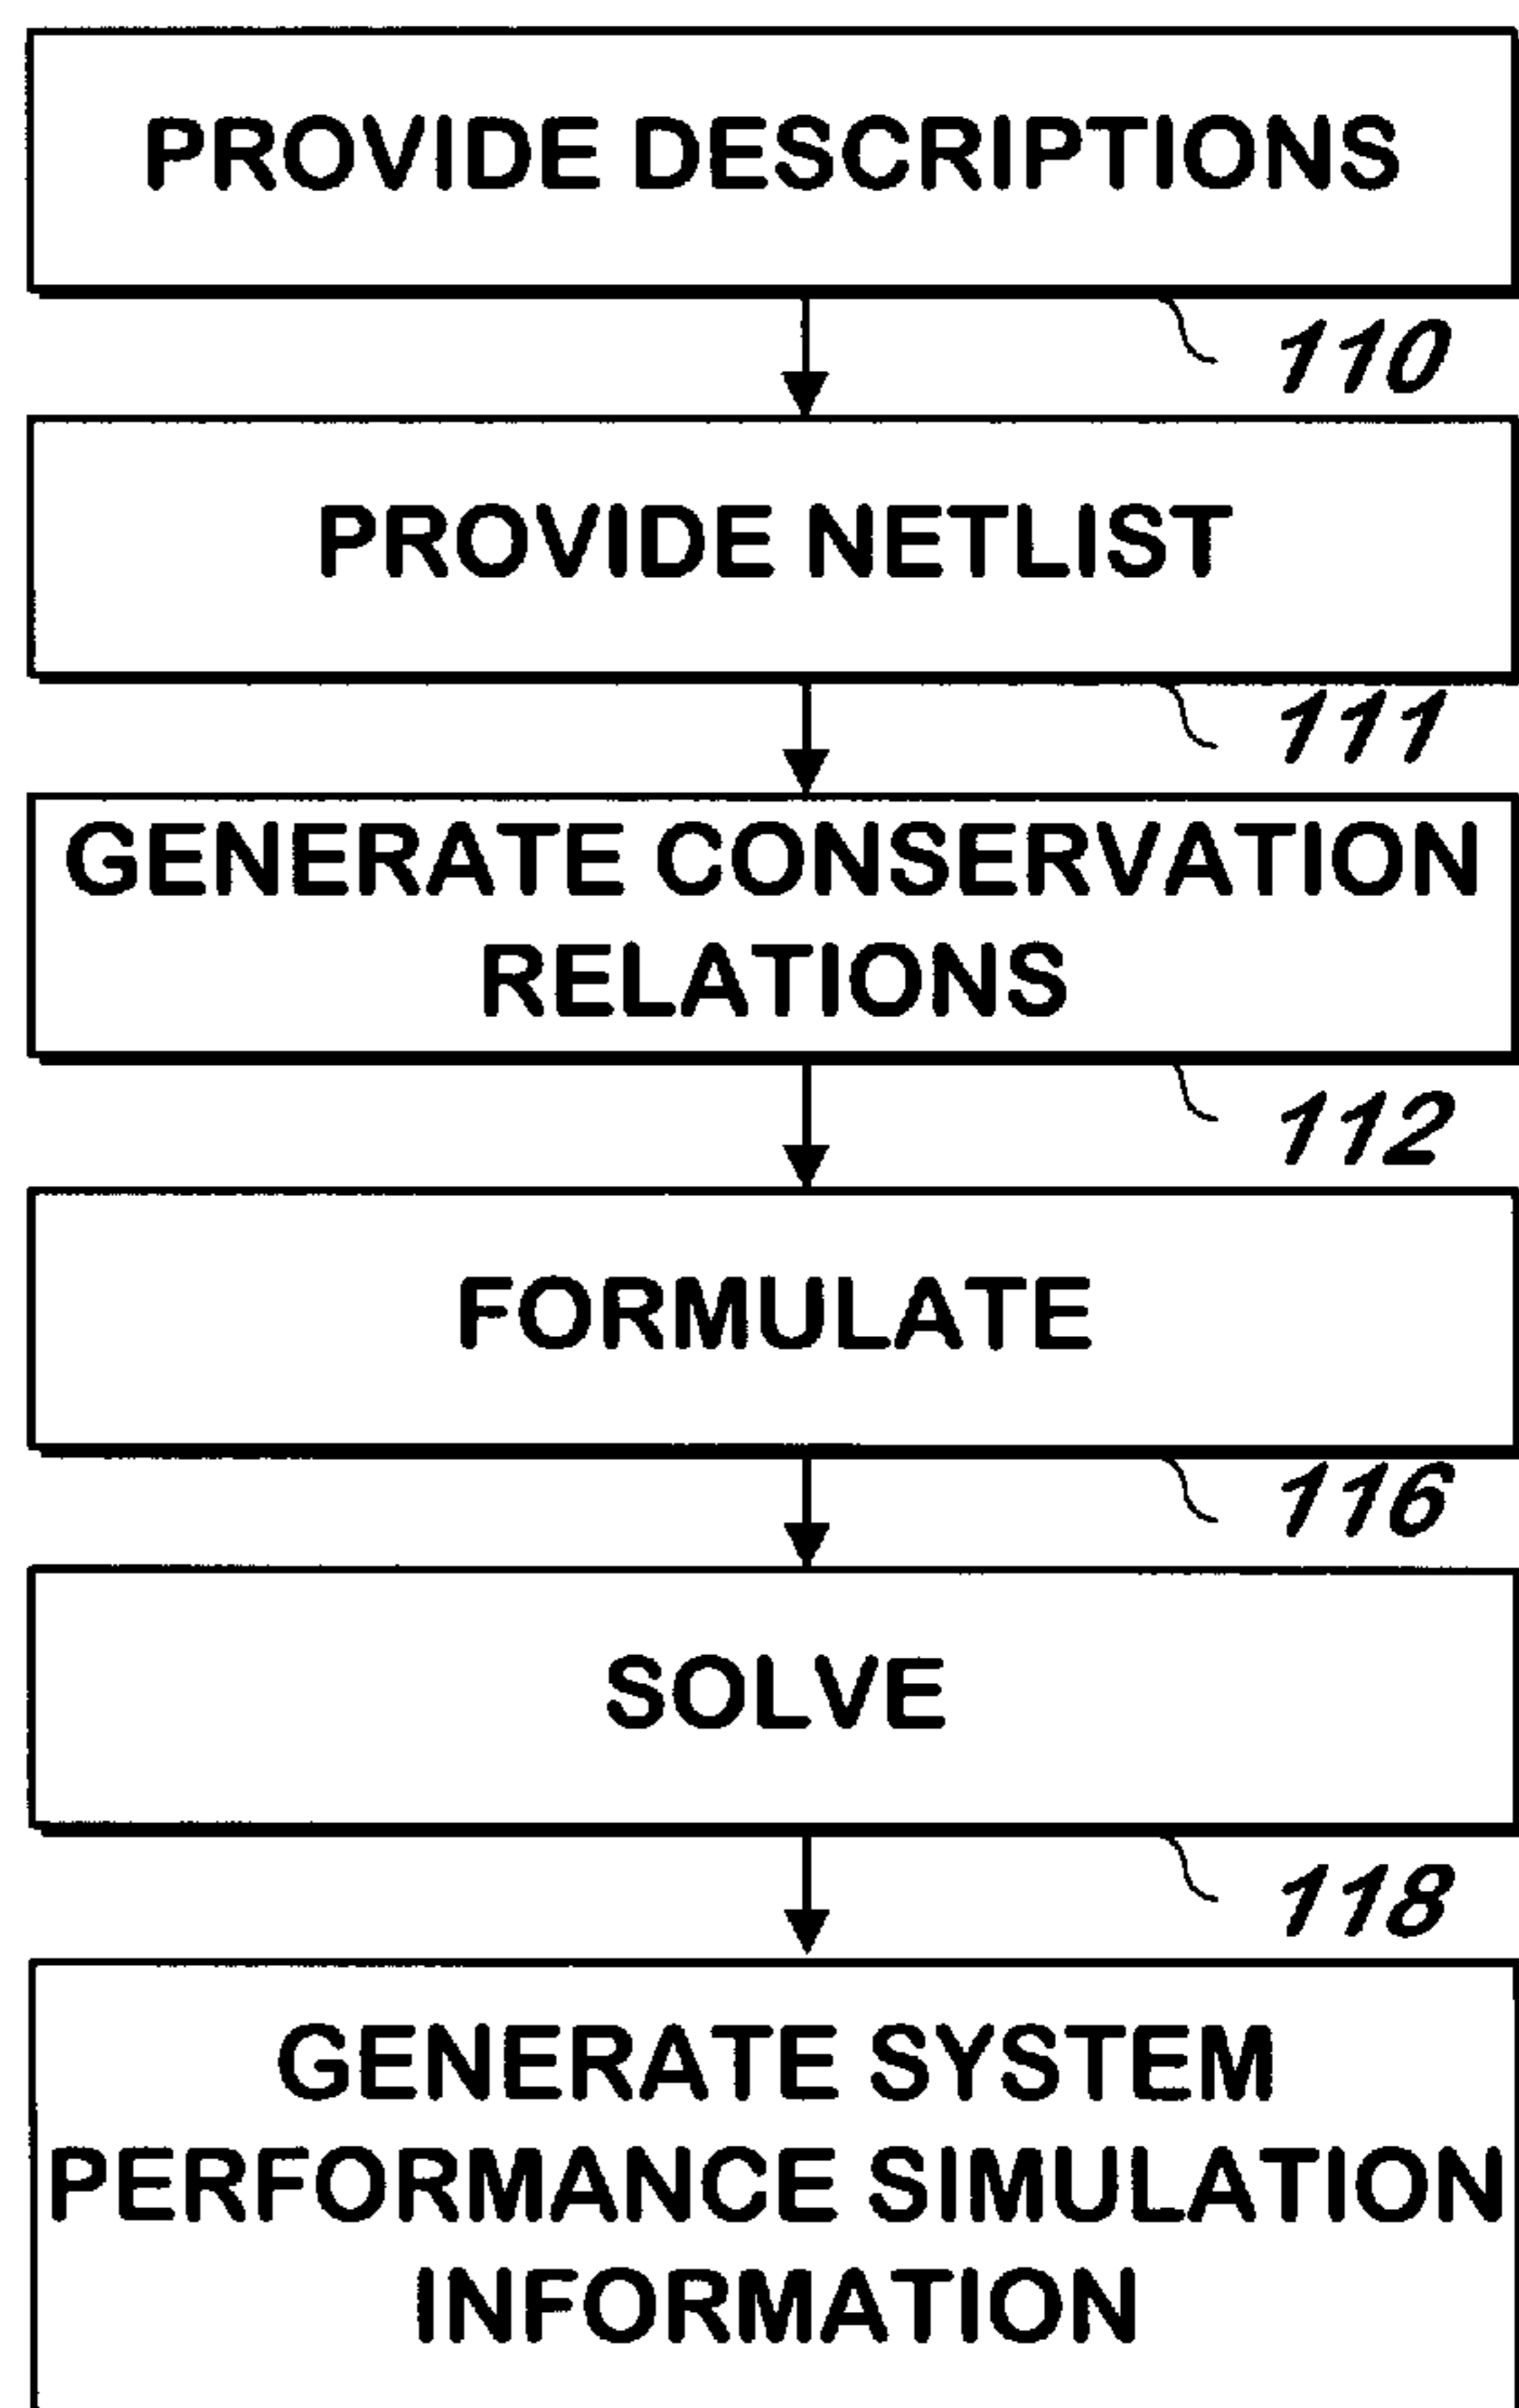 PROVIDE DESCRIPTIONS
110
PROVIDE NETLIST
111
GENERATE CONSERVATION
RELATIONS
112
FORMULATE
116
SOLVE
118
GENERATE SYSTEM
PERFORMANCE SIMULATION
INFORMATION